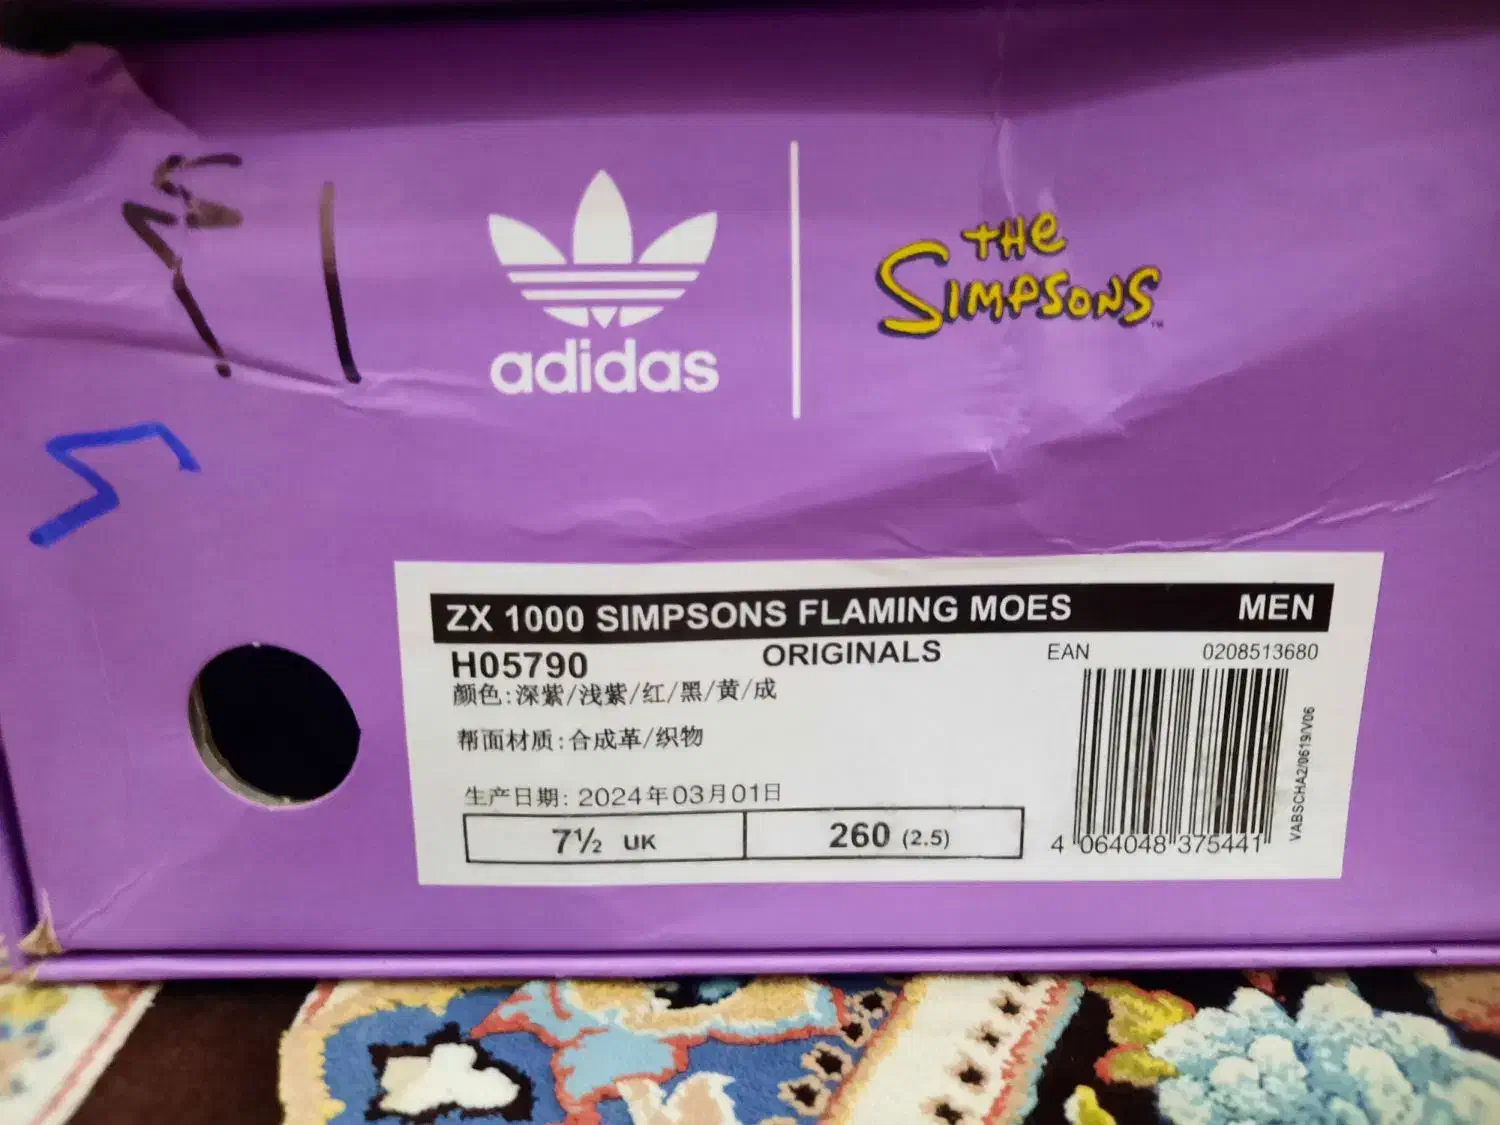 adidas
THE
SIMPSONS™
ZX 1000 SIMPSONS FLAMING MOES MEN
H05790 ORIGINALS EAN 0208513680
颜色:深紫/浅紫/红/黑/黄/成
帮面材质:合成革/织物
生产日期: 2024年03月01日
7½ UK 260 (2.5)
4 064048 375441
VABSCHA2/0619/V06